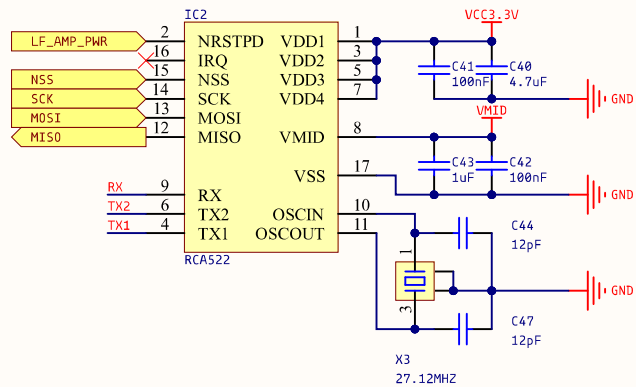 IC2
VCC3.3V
LF_AMP_PWR 2 NRSTPD VDD1 1
16 IRQ VDD2 3
C41 C40
NSS 15 NSS VDD3 5
100nF 4.7uF
SCK 14 SCK VDD4 7
GND
MOSI 13 MOSI
VMID
MISO 12 MISO VMID 8
C43 C42
VSS 17
1uF 100nF
RX 9 RX
GND
TX2 6 TX2 OSCIN 10
C44
TX1 4 TX1 OSCOUT 11
12pF
RCA522
1
GND
3
C47
12pF
X3
27.12MHZ